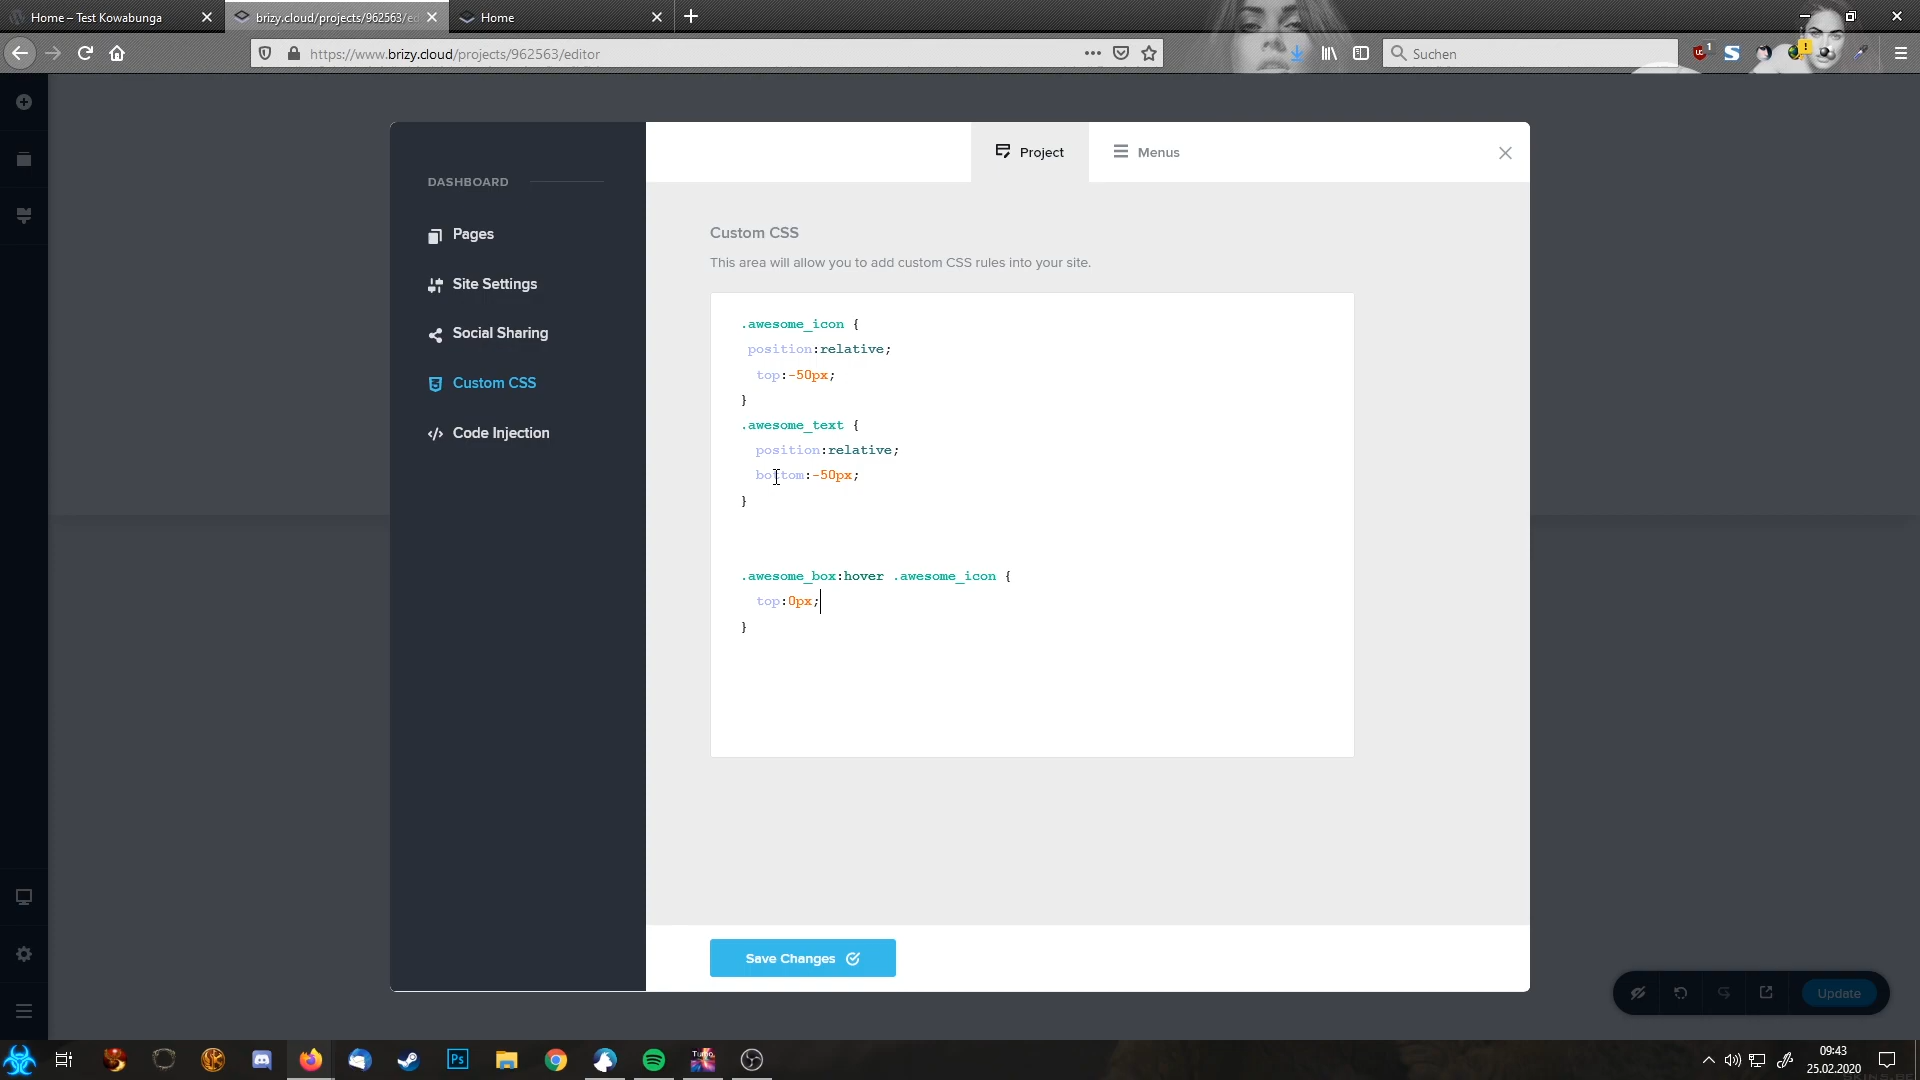 Home – Test Kowabunga
brizy.cloud/projects/962563/ed
Home
https://www.brizy.cloud/projects/962563/editor
Suchen
Project
Menus
DASHBOARD
Pages
Site Settings
Social Sharing
Custom CSS
Code Injection
Custom CSS
This area will allow you to add custom CSS rules into your site.
.awesome_icon {
position:relative;
top:-50px;
}
.awesome_text {
position:relative;
bottom:-50px;
}
.awesome_box:hover .awesome_icon {
top:0px;
}
Save Changes
Update
Ps
09:43
25.02.2020